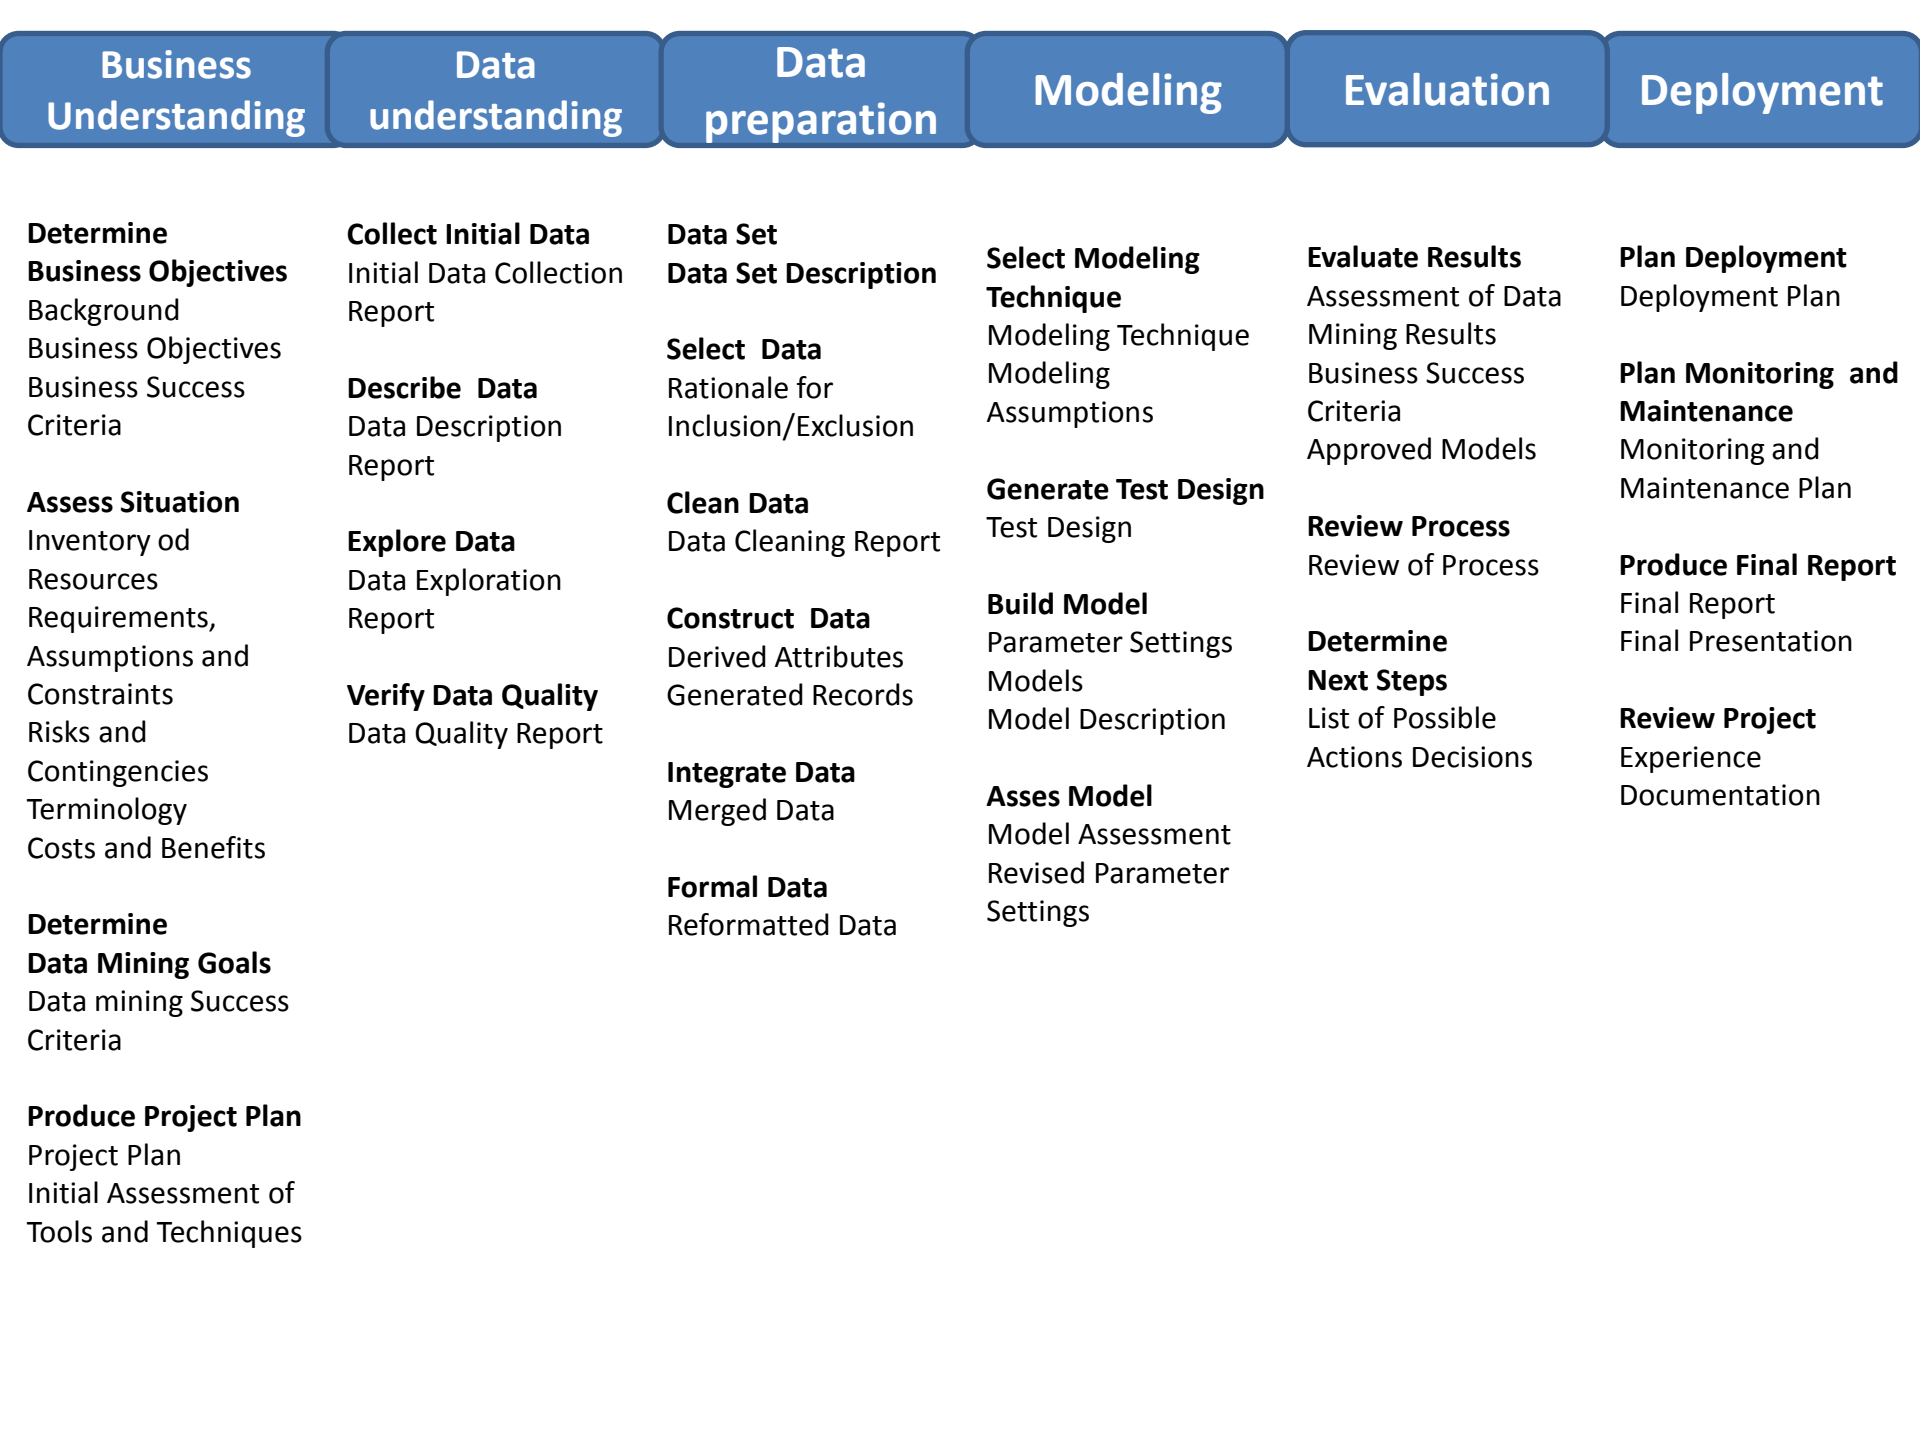 Business
Understanding
Data
understanding
Data
preparation
Modeling
Evaluation
Deployment
Determine
Business Objectives
Background
Business Objectives
Business Success
Criteria
Assess Situation
Inventory od
Resources
Requirements,
Assumptions and
Constraints
Risks and
Contingencies
Terminology
Costs and Benefits
Determine
Data Mining Goals
Data mining Success
Criteria
Produce Project Plan
Project Plan
Initial Assessment of
Tools and Techniques
Collect Initial Data
Initial Data Collection
Report
Describe  Data
Data Description
Report
Explore Data
Data Exploration
Report
Verify Data Quality
Data Quality Report
Data Set
Data Set Description
Select  Data
Rationale for
Inclusion/Exclusion
Clean Data
Data Cleaning Report
Construct  Data
Derived Attributes
Generated Records
Integrate Data
Merged Data
Formal Data
Reformatted Data
Select Modeling
Technique
Modeling Technique
Modeling
Assumptions
Generate Test Design
Test Design
Build Model
Parameter Settings
Models
Model Description
Asses Model
Model Assessment
Revised Parameter
Settings
Evaluate Results
Assessment of Data
Mining Results
Business Success
Criteria
Approved Models
Review Process
Review of Process
Determine
Next Steps
List of Possible
Actions Decisions
Plan Deployment
Deployment Plan
Plan Monitoring  and
Maintenance
Monitoring and
Maintenance Plan
Produce Final Report
Final Report
Final Presentation
Review Project
Experience
Documentation